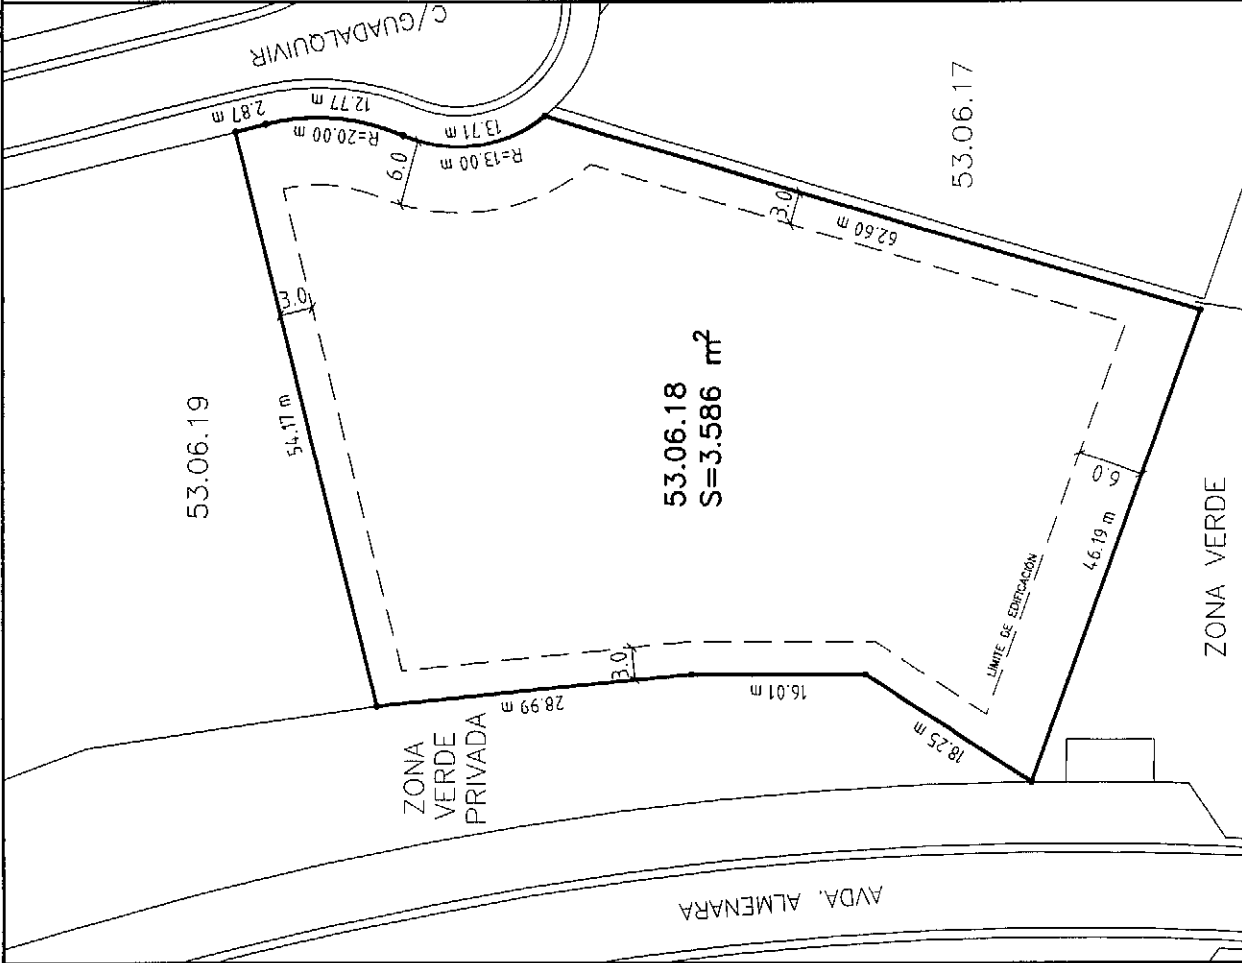 C/GUADALQUIVIR
2.87 m
12.77 m
R=20.00 m
13.71 m
R=13.00 m
6.0
53.06.17
3.0
62.60 m
3.0
54.17 m
53.06.19
53.06.18
S=3.586 m²
6.0
46.19 m
LIMITE DE EDIFICACIÓN
ZONA VERDE
3.0
28.99 m
16.01 m
18.25 m
ZONA
VERDE
PRIVADA
AVDA. ALMENARA